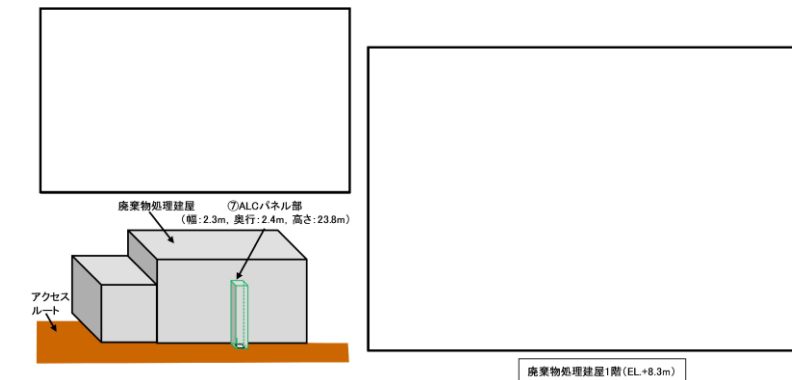 廃棄物処理建屋
⑦ALCパネル部
(幅:2.3m, 奥行:2.4m, 高さ:23.8m)
アクセス
ルート
廃棄物処理建屋1階(EL.+8.3m)